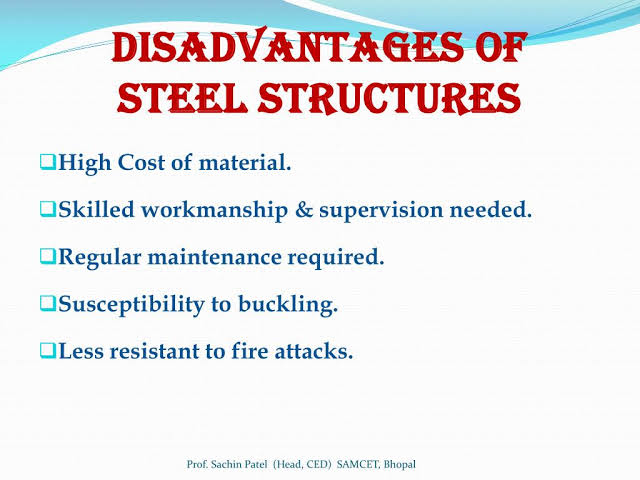 DISADVANTAGES OF
STEEL STRUCTURES
❑High Cost of material.
❑Skilled workmanship & supervision needed.
❑Regular maintenance required.
❑Susceptibility to buckling.
❑Less resistant to fire attacks.
Prof. Sachin Patel (Head, CED) SAMCET, Bhopal